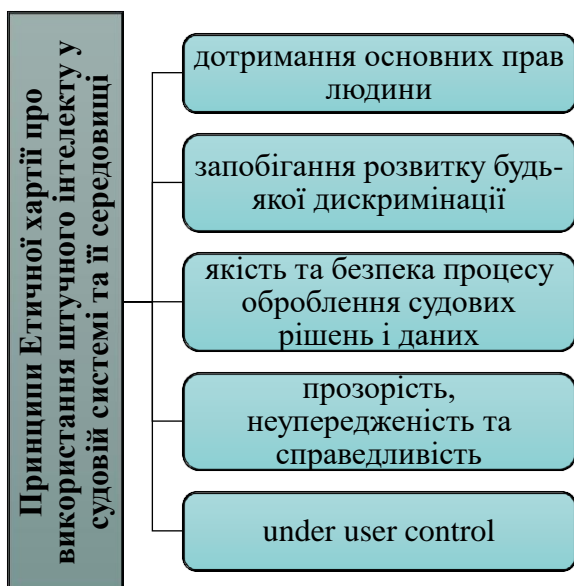 Принципи Етичної хартії про
використання штучного інтелекту у
судовій системі та її середовищі
дотримання основних прав
людини
запобігання розвитку будь-
якої дискримінації
якість та безпека процесу
оброблення судових
рішень і даних
прозорість,
неупередженість та
справедливість
under user control